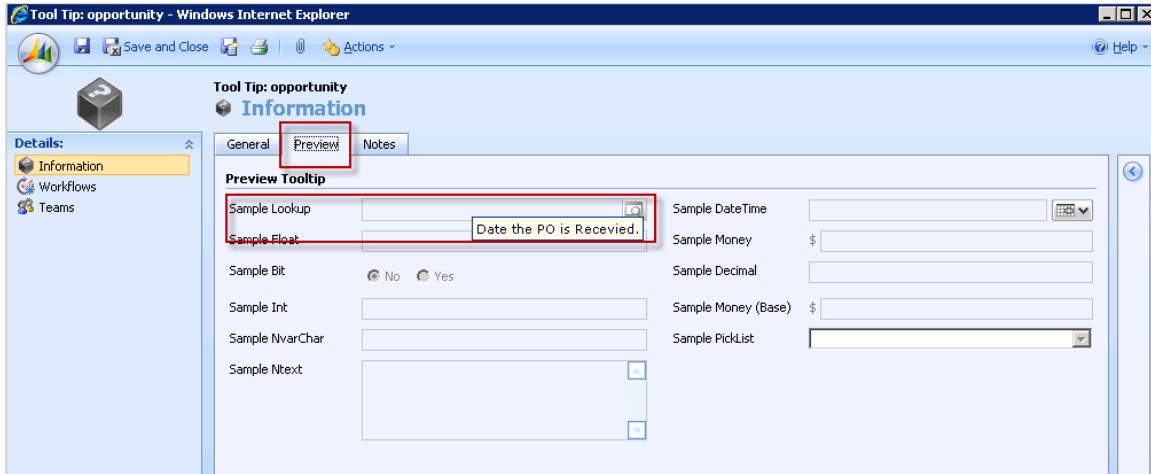 Tool Tip: opportunity - Windows Internet Explorer
Save and Close Actions Help
Tool Tip: opportunity
Information
Details:
Information
Workflows
Teams
General Preview Notes
Preview Tooltip
Sample Lookup Sample DateTime
Date the PO is Recevied.
Sample Float Sample Money $
Sample Bit No Yes Sample Decimal
Sample Int Sample Money (Base) $
Sample NvarChar Sample PickList
Sample Ntext